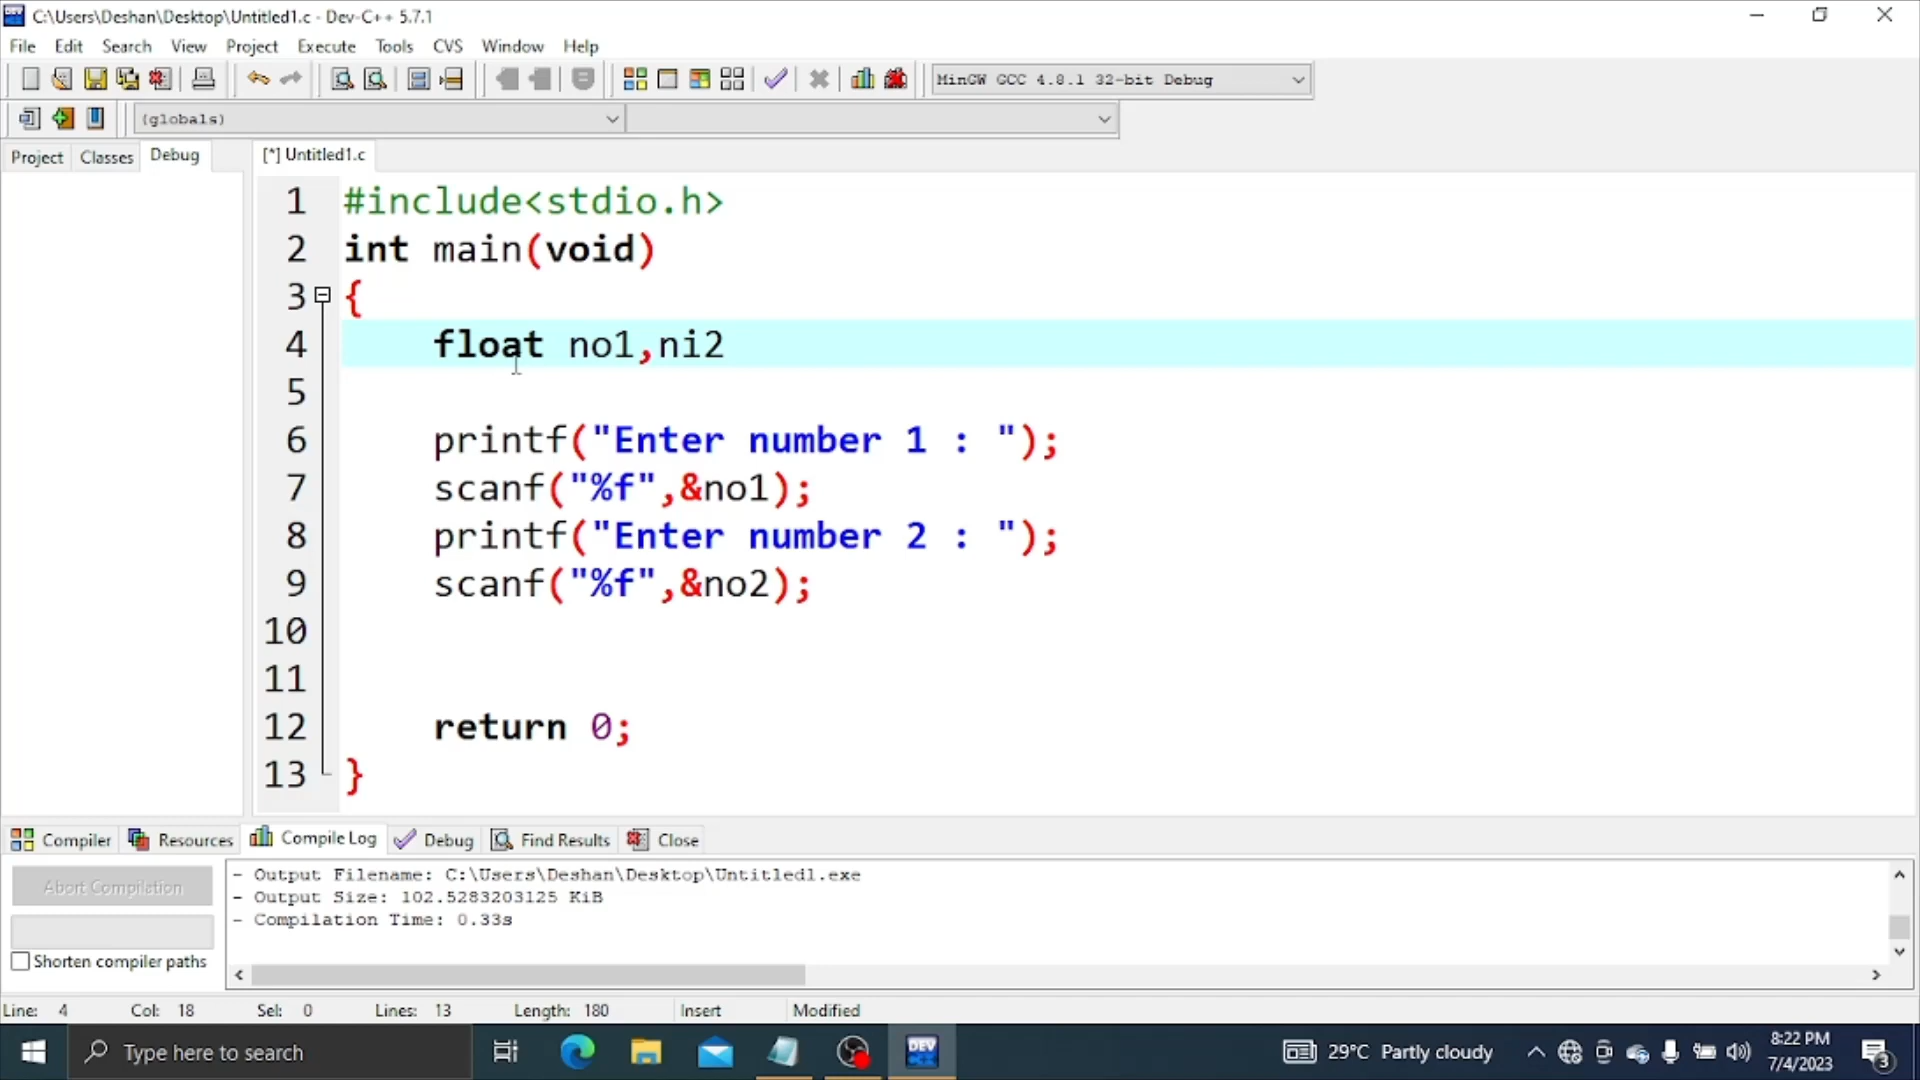 C:\Users\Deshan\Desktop\Untitled1.c - Dev-C++ 5.7.1
File Edit Search View Project Execute Tools CVS Window Help
MinGW GCC 4.8.1 32-bit Debug
(globals)
Project Classes Debug [*] Untitled1.c
1 #include<stdio.h>
2 int main(void)
3 {
4 float no1,ni2
5
6 printf("Enter number 1 : ");
7 scanf("%f",&no1);
8 printf("Enter number 2 : ");
9 scanf("%f",&no2);
10
11
12 return 0;
13 }
Compiler Resources Compile Log Debug Find Results Close
Abort Compilation
Shorten compiler paths
- Output Filename: C:\Users\Deshan\Desktop\Untitled1.exe
- Output Size: 102.5283203125 KiB
- Compilation Time: 0.33s
Line: 4 Col: 18 Sel: 0 Lines: 13 Length: 180 Insert Modified
Type here to search
DEV
29°C Partly cloudy
8:22 PM
7/4/2023
3